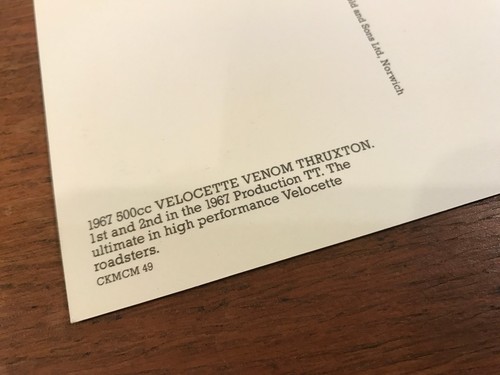 1967 500cc VELOCETTE VENOM THRUXTON.
1st and 2nd in the 1967 Production TT. The
ultimate in high performance Velocette
roadsters.
CKMCM 49
and Sons Ltd, Norwich